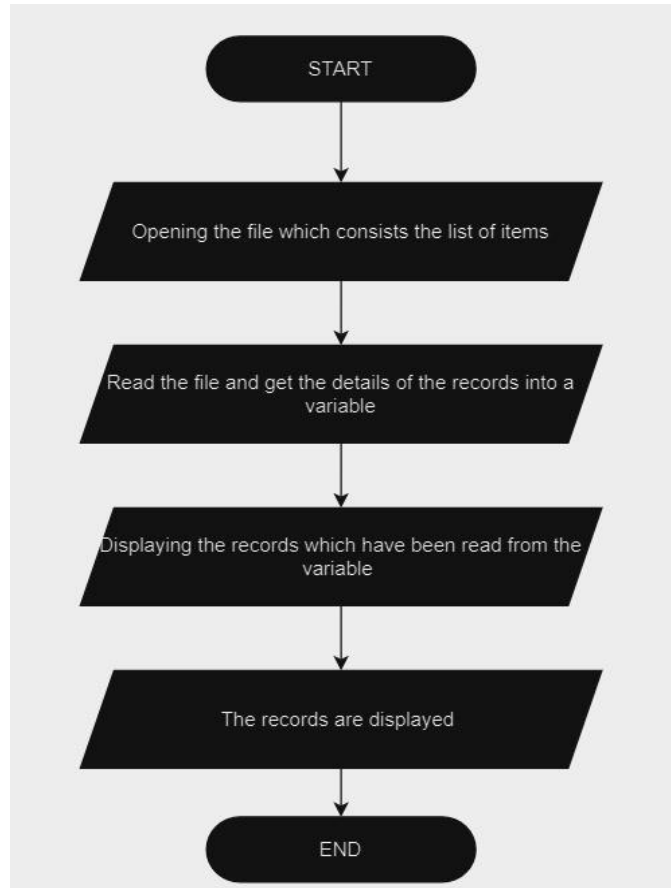 START
Opening the file which consists the list of items
Read the file and get the details of the records into a
variable
Displaying the records which have been read from the
variable
The records are displayed
END